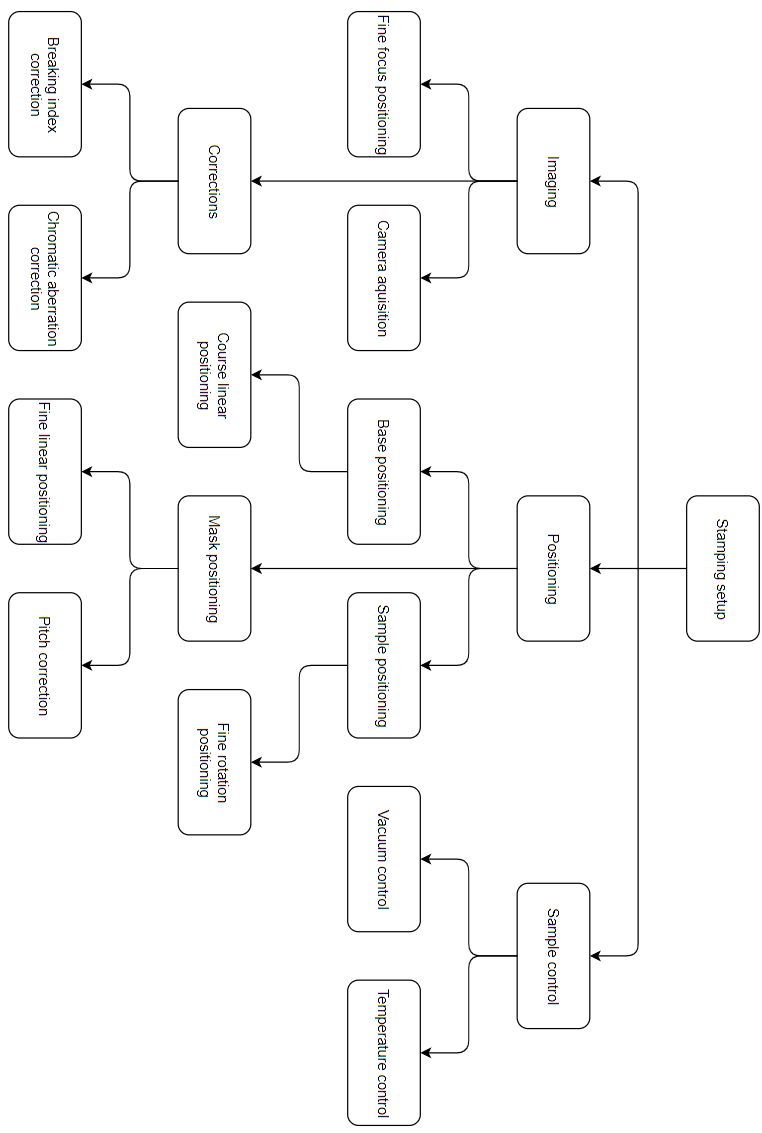 Stamping setup
Imaging
Positioning
Sample control
Fine focus positioning
Camera aquisition
Base positioning
Sample positioning
Vacuum control
Temperature control
Corrections
Course linear
positioning
Mask positioning
Fine rotation
positioning
Breaking index
correction
Chromatic aberration
correction
Fine linear positioning
Pitch correction